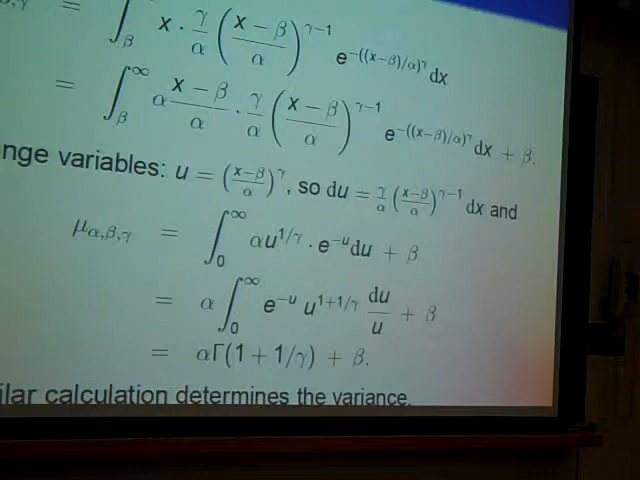 = ∫_β x · γ/α ((x − β)/α)^{γ−1} e^{−((x−β)/α)^γ} dx
= ∫_β^∞ α (x − β)/α · γ/α ((x − β)/α)^{γ−1} e^{−((x−β)/α)^γ} dx + β.
nge variables: u = ((x−β)/α)^γ, so du = γ/α ((x−β)/α)^{γ−1} dx and
μ_{α,β,γ} = ∫_0^∞ αu^{1/γ} · e^{−u} du + β
= α ∫_0^∞ e^{−u} u^{1+1/γ} du/u + β
= αΓ(1 + 1/γ) + β.
ilar calculation determines the variance.